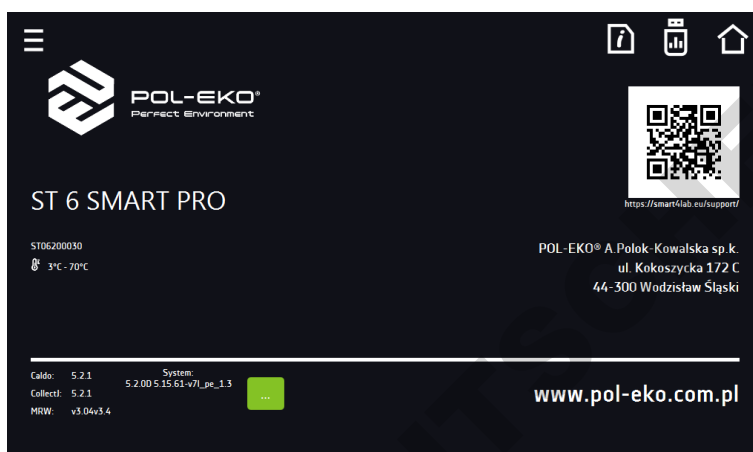 POL-EKO®
Perfect Environment
https://smart4lab.eu/support/
ST 6 SMART PRO
ST06200030
3°C - 70°C
POL-EKO® A.Polok-Kowalska sp.k.
ul. Kokoszycka 172 C
44-300 Wodzisław Śląski
Caldo: 5.2.1
CollectJ: 5.2.1
MRW: v3.04v3.4
System:
5.2.0D 5.15.61-v7l_pe_1.3
...
www.pol-eko.com.pl